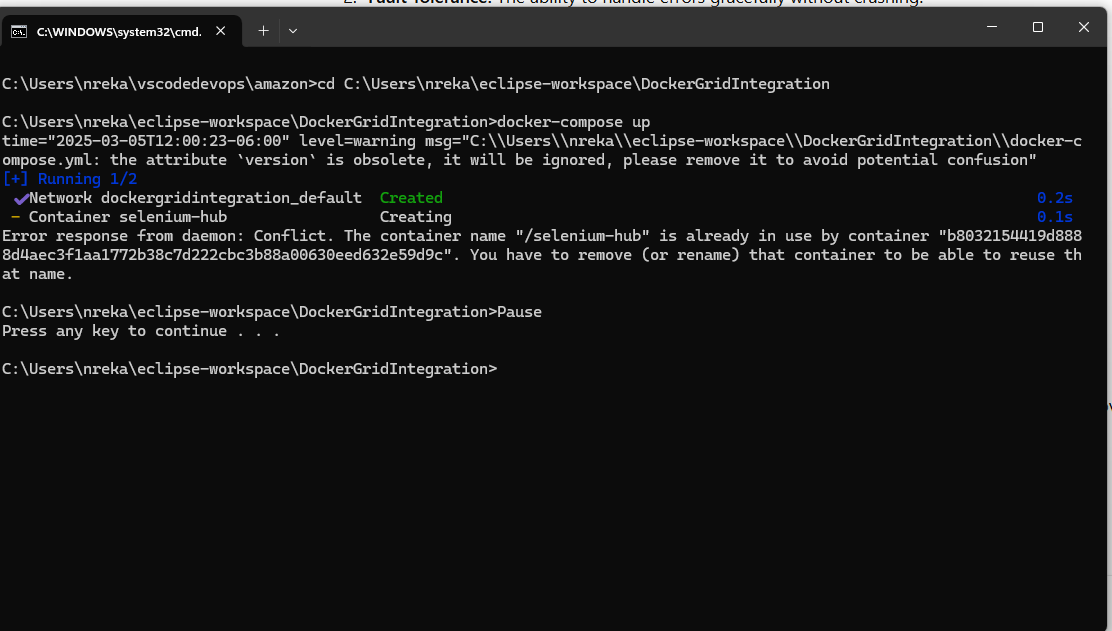 2. Fault Tolerance: The ability to handle errors gracefully without crashing.
C:\WINDOWS\system32\cmd.
C:\Users\nreka\vscodedevops\amazon>cd C:\Users\nreka\eclipse-workspace\DockerGridIntegration
C:\Users\nreka\eclipse-workspace\DockerGridIntegration>docker-compose up
time="2025-03-05T12:00:23-06:00" level=warning msg="C:\\Users\\nreka\\eclipse-workspace\\DockerGridIntegration\\docker-c
ompose.yml: the attribute `version` is obsolete, it will be ignored, please remove it to avoid potential confusion"
[+] Running 1/2
Network dockergridintegration_default Created 0.2s
- Container selenium-hub Creating 0.1s
Error response from daemon: Conflict. The container name "/selenium-hub" is already in use by container "b8032154419d888
8d4aec3f1aa1772b38c7d222cbc3b88a00630eed632e59d9c". You have to remove (or rename) that container to be able to reuse th
at name.
C:\Users\nreka\eclipse-workspace\DockerGridIntegration>Pause
Press any key to continue . . .
C:\Users\nreka\eclipse-workspace\DockerGridIntegration>